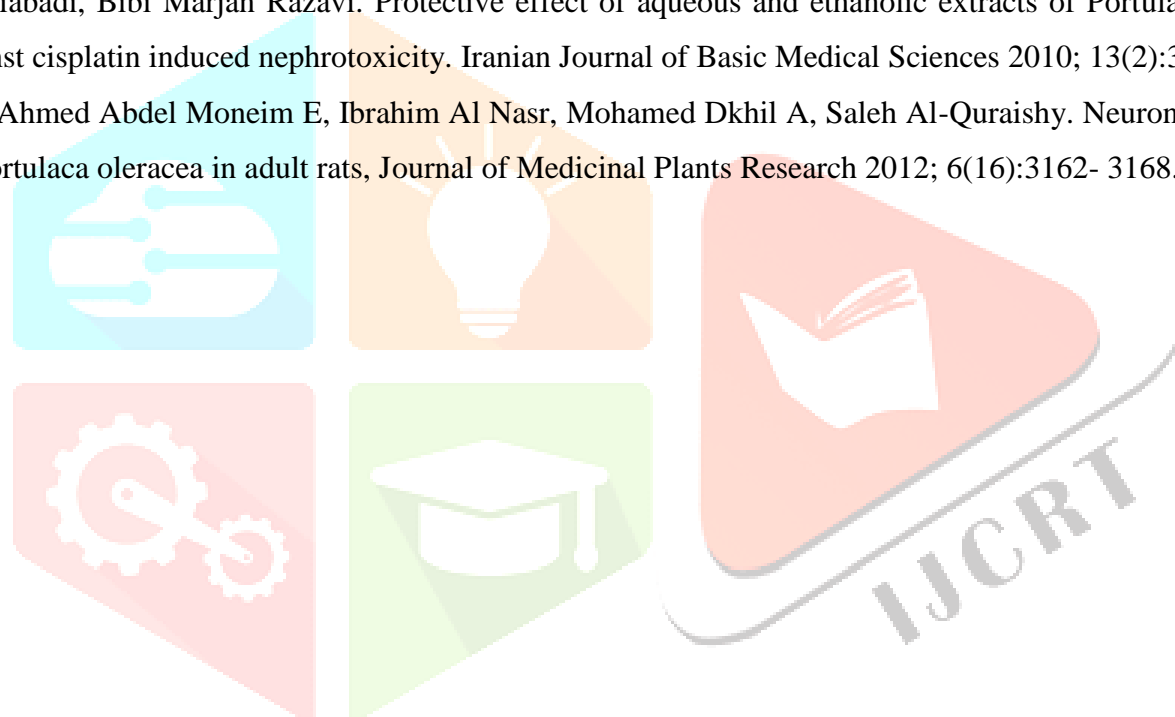 abadi, Bibi Marjan Razavi. Protective effect of aqueous and ethanolic extracts of Portula
st cisplatin induced nephrotoxicity. Iranian Journal of Basic Medical Sciences 2010; 13(2):3
Ahmed Abdel Moneim E, Ibrahim Al Nasr, Mohamed Dkhil A, Saleh Al-Quraishy. Neuron
rtulaca oleracea in adult rats, Journal of Medicinal Plants Research 2012; 6(16):3162- 3168.
IJCRT